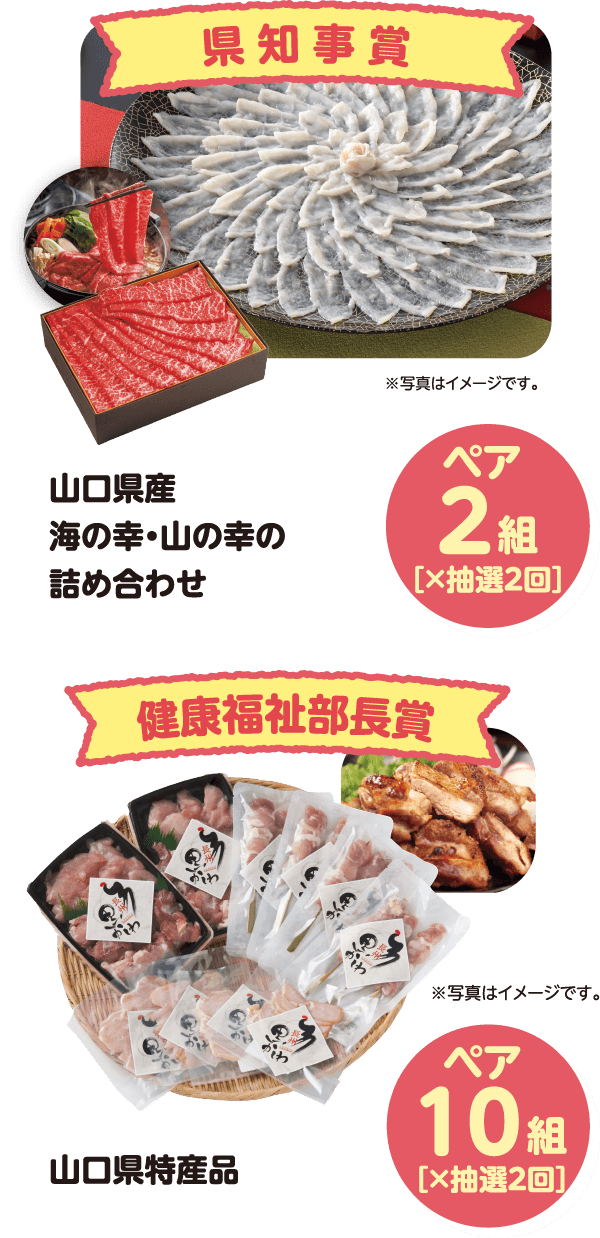 県知事賞
※写真はイメージです。
山口県産
海の幸・山の幸の
詰め合わせ
ペア
2組
[×抽選2回]
健康福祉部長賞
※写真はイメージです。
ペア
10組
[×抽選2回]
山口県特産品